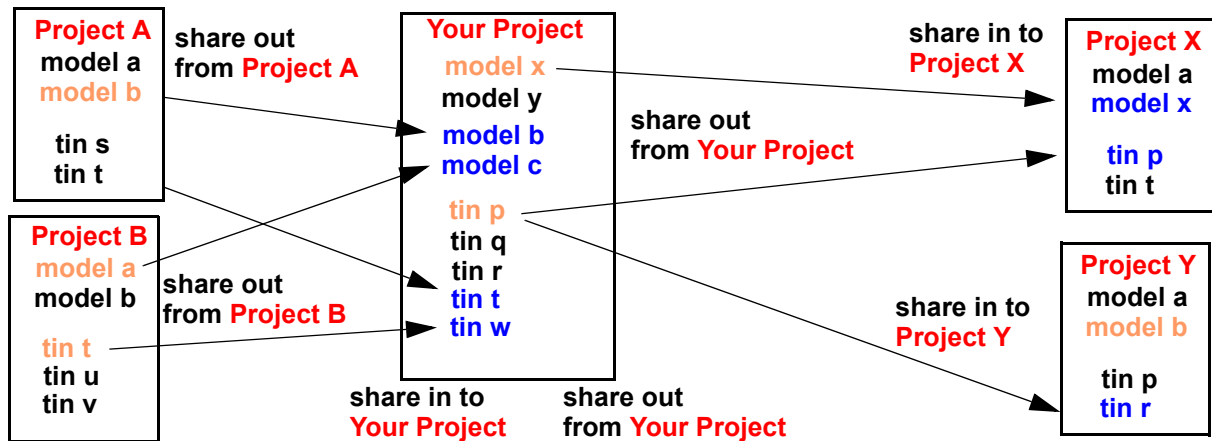 Project A
model a
model b
tin s
tin t
share out
from Project A
Project B
model a
model b
tin t
tin u
tin v
share out
from Project B
Your Project
model x
model y
model b
model c
tin p
tin q
tin r
tin t
tin w
share in to
Your Project
share out
from Your Project
share out
from Your Project
share in to
Project X
Project X
model a
model x
tin p
tin t
share in to
Project Y
Project Y
model a
model b
tin p
tin r